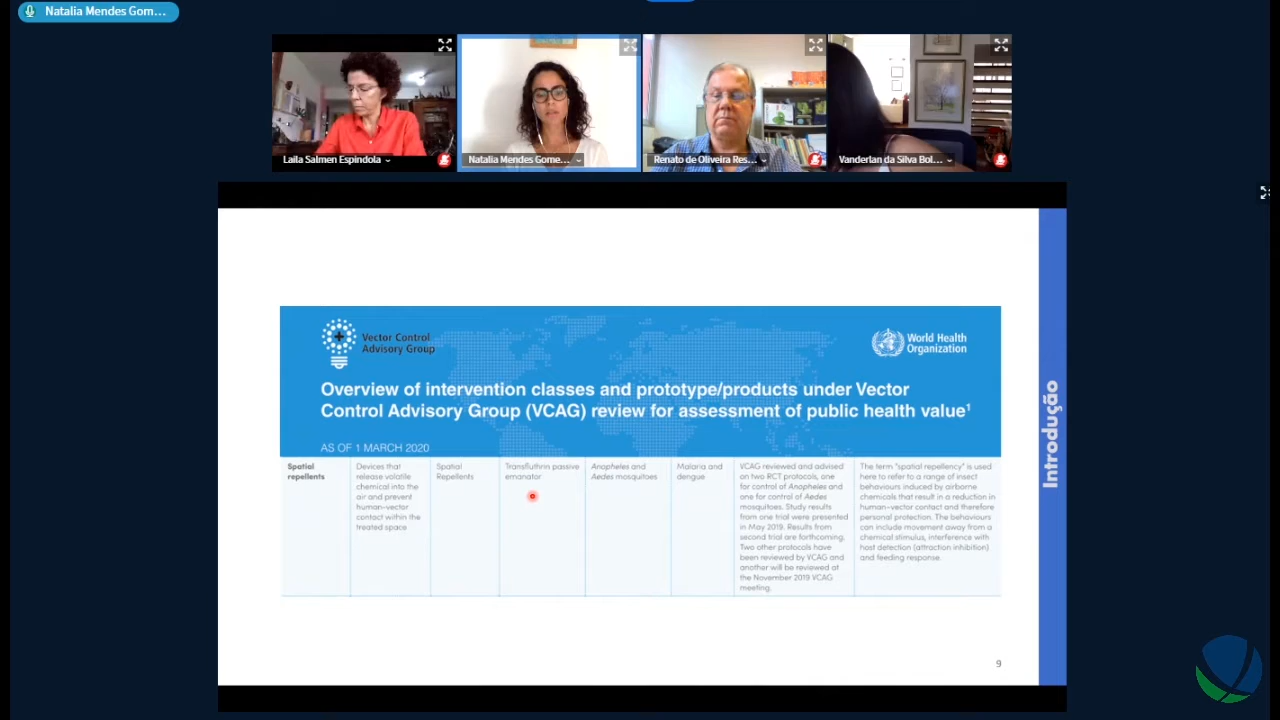 Natalia Mendes Gom...
Laila Salmen Espindola
Natalia Mendes Gome...
Renato de Oliveira Res...
Vanderlan da Silva Bol...
Vector Control
Advisory Group
World Health
Organization
Overview of intervention classes and prototype/products under Vector
Control Advisory Group (VCAG) review for assessment of public health value¹
AS OF 1 MARCH 2020
Spatial
repellents
Devices that
release volatile
chemical into the
air and prevent
human–vector
contact within the
treated space
Spatial
Repellents
Transfluthrin passive
emanator
Anopheles and
Aedes mosquitoes
Malaria and
dengue
VCAG reviewed and advised
on two RCT protocols, one
for control of Anopheles and
one for control of Aedes
mosquitoes. Study results
from one trial were presented
in May 2019. Results from
second trial are forthcoming.
Two other protocols have
been reviewed by VCAG and
another will be reviewed at
the November 2019 VCAG
meeting.
The term "spatial repellency" is used
here to refer to a range of insect
behaviours induced by airborne
chemicals that result in a reduction in
human–vector contact and therefore
personal protection. The behaviours
can include movement away from a
chemical stimulus, interference with
host detection (attraction inhibition)
and feeding response.
Introdução
9